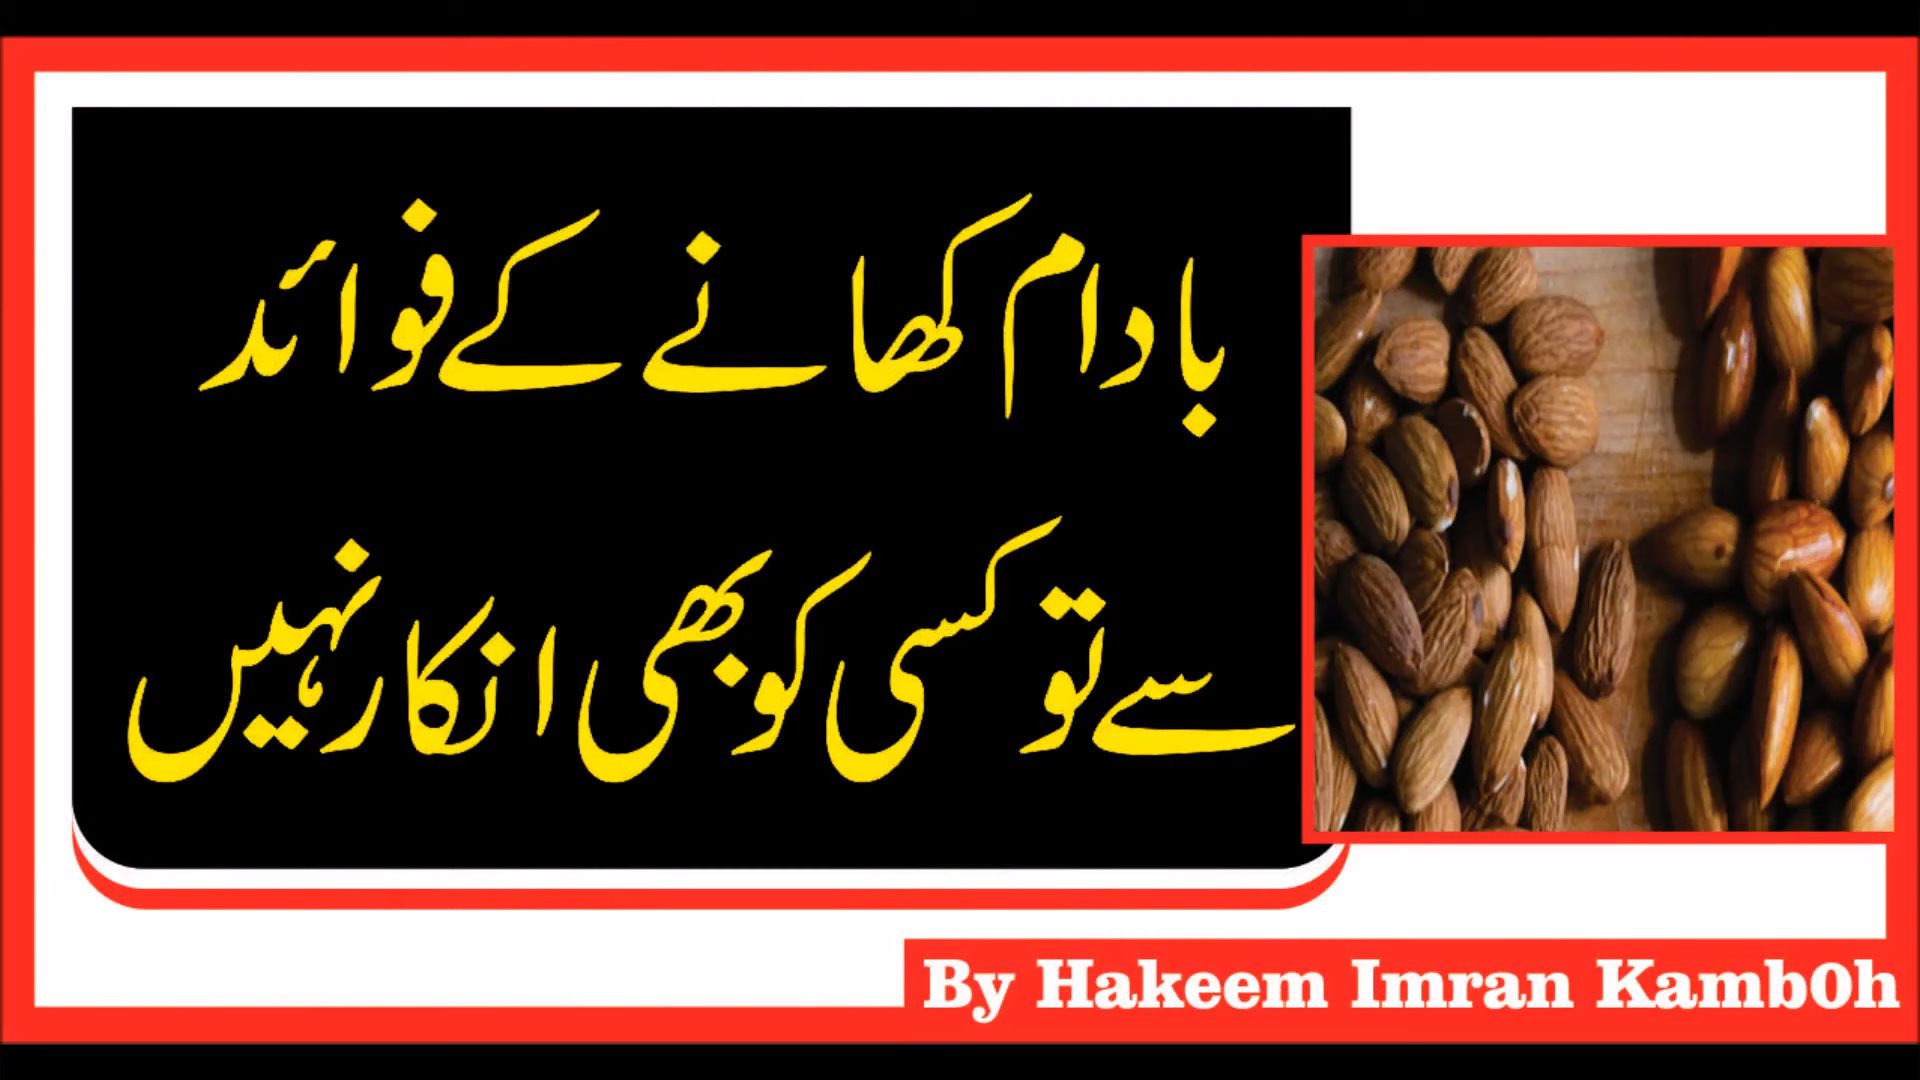 بادام کھانے کے فوائد
سے تو کسی کو بھی انکار نہیں
By Hakeem Imran Kamb0h